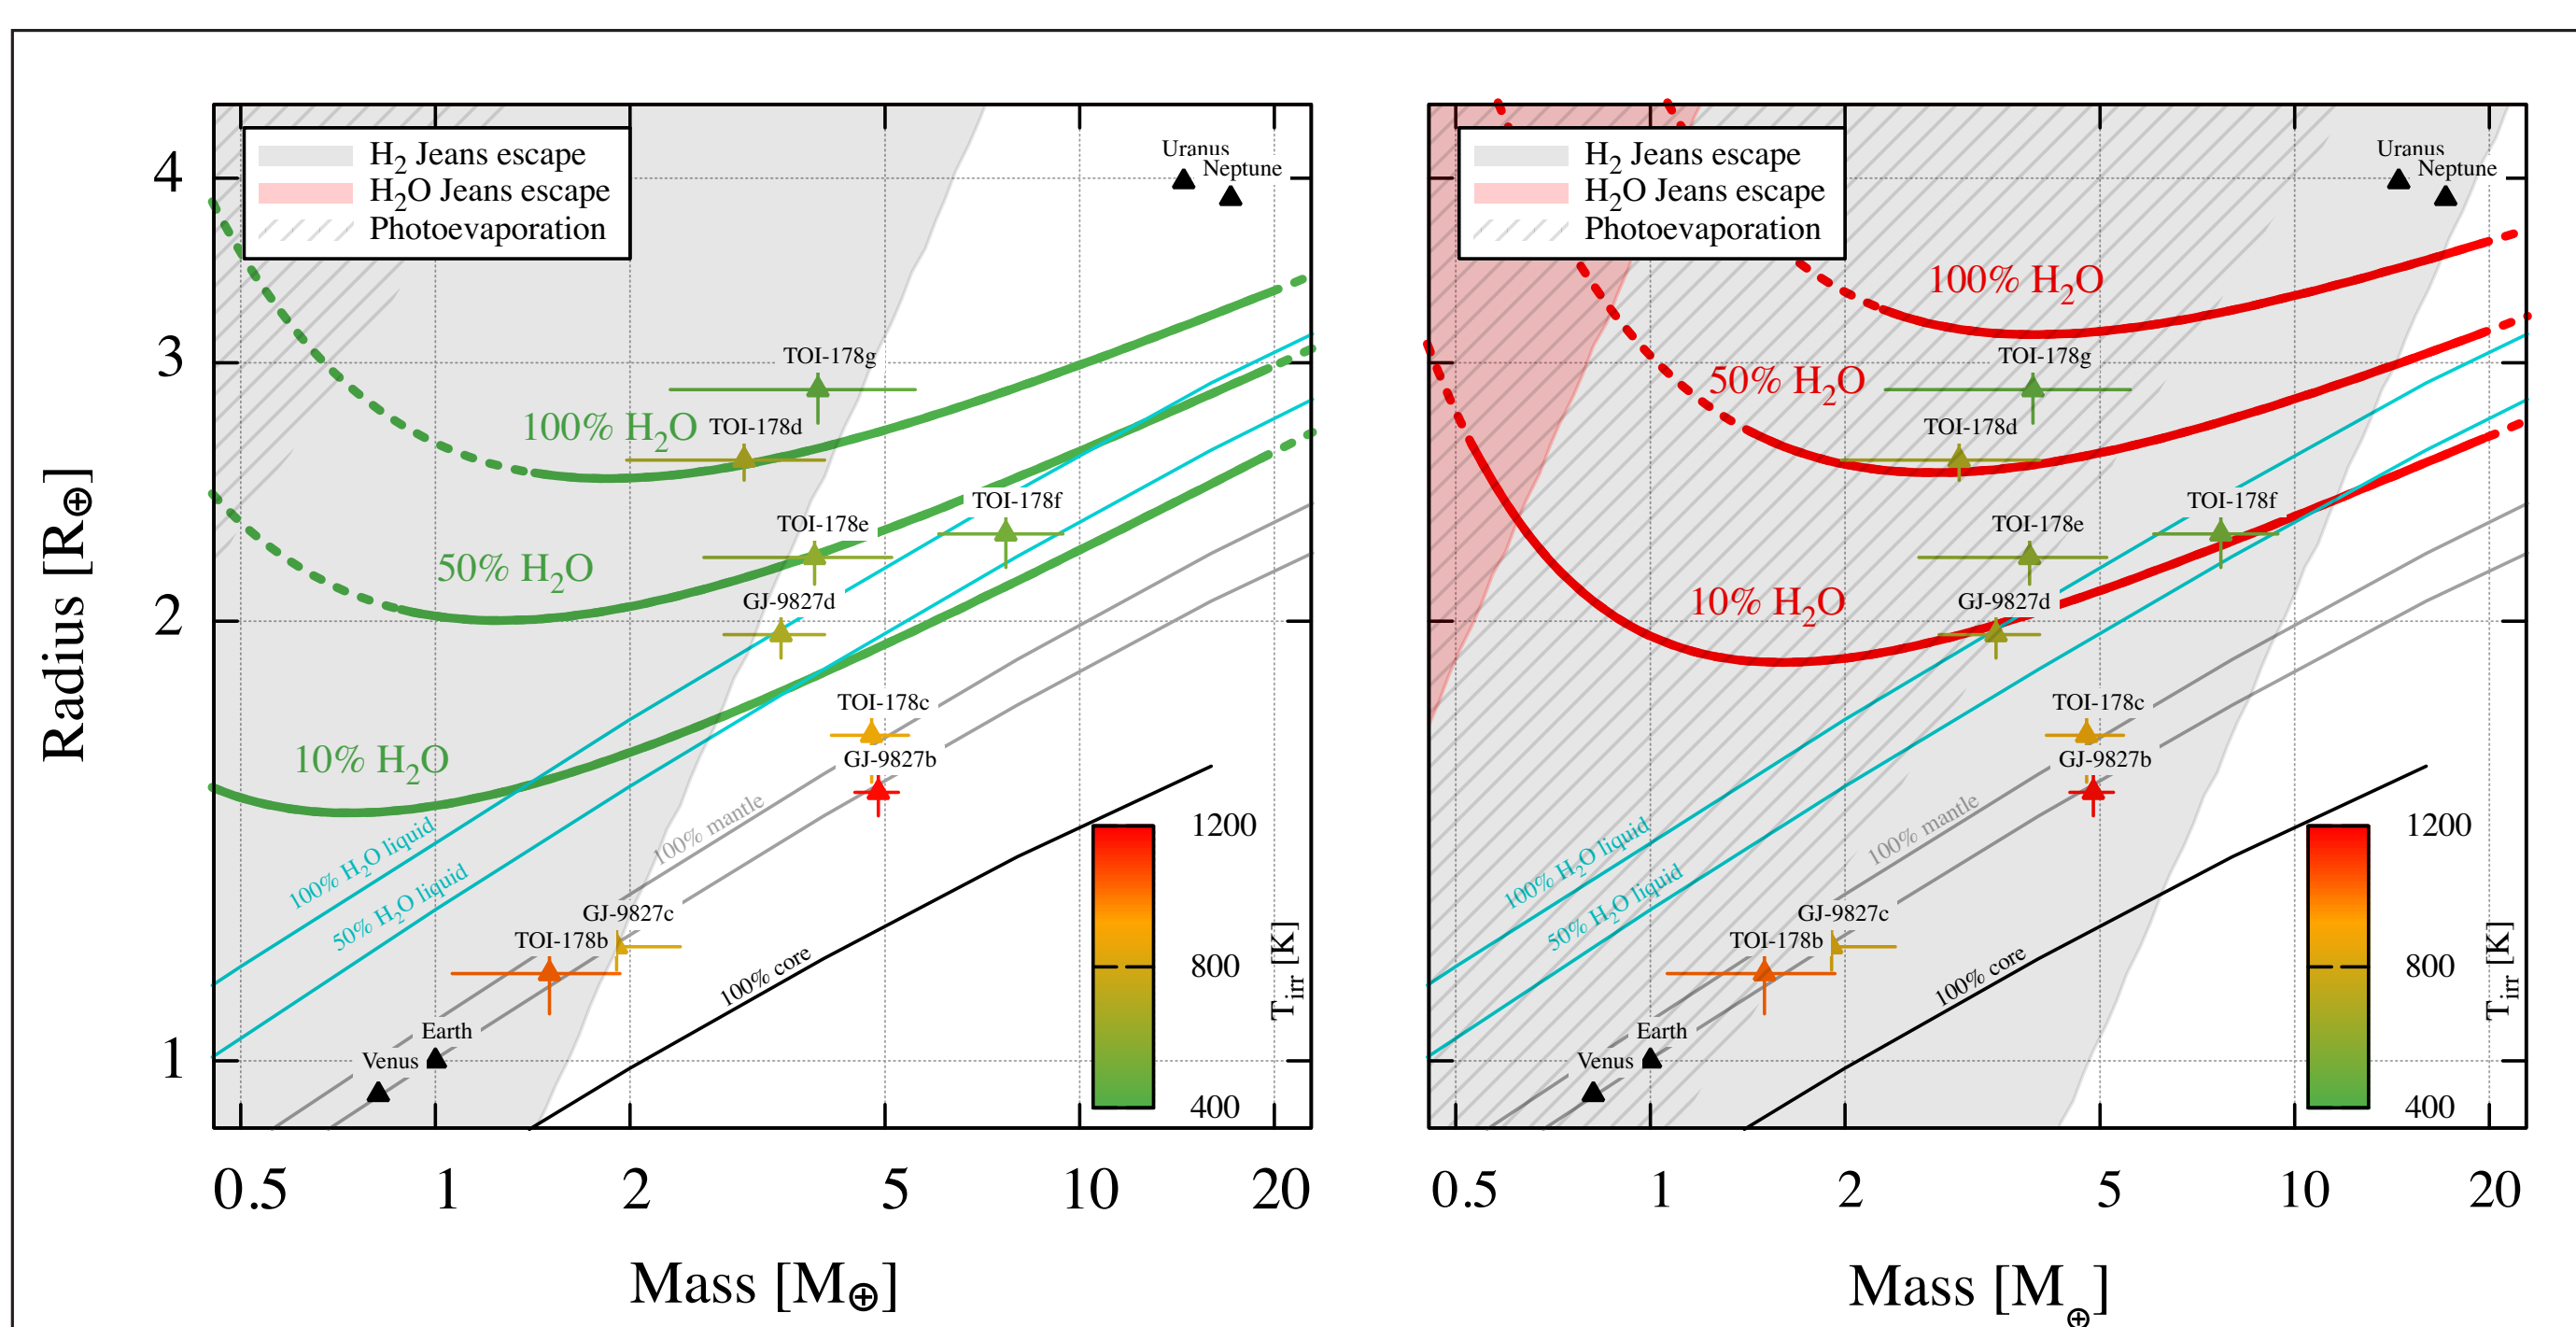 H2 Jeans escape
H2O Jeans escape
Photoevaporation
Uranus
Neptune
4
3
2
1
Radius [R⊕]
TOI-178g
100% H2O
TOI-178d
TOI-178f
TOI-178e
50% H2O
GJ-9827d
TOI-178c
10% H2O
GJ-9827b
100% mantle
100% H2O liquid
50% H2O liquid
GJ-9827c
TOI-178b
100% core
Earth
Venus
1200
800
400
Tirr [K]
0.5 1 2 5 10 20
Mass [M⊕]
H2 Jeans escape
H2O Jeans escape
Photoevaporation
Uranus
Neptune
100% H2O
TOI-178g
50% H2O
TOI-178d
TOI-178f
TOI-178e
10% H2O
GJ-9827d
TOI-178c
GJ-9827b
100% mantle
100% H2O liquid
50% H2O liquid
GJ-9827c
TOI-178b
100% core
Earth
Venus
1200
800
400
Tirr [K]
0.5 1 2 5 10 20
Mass [M⊕]